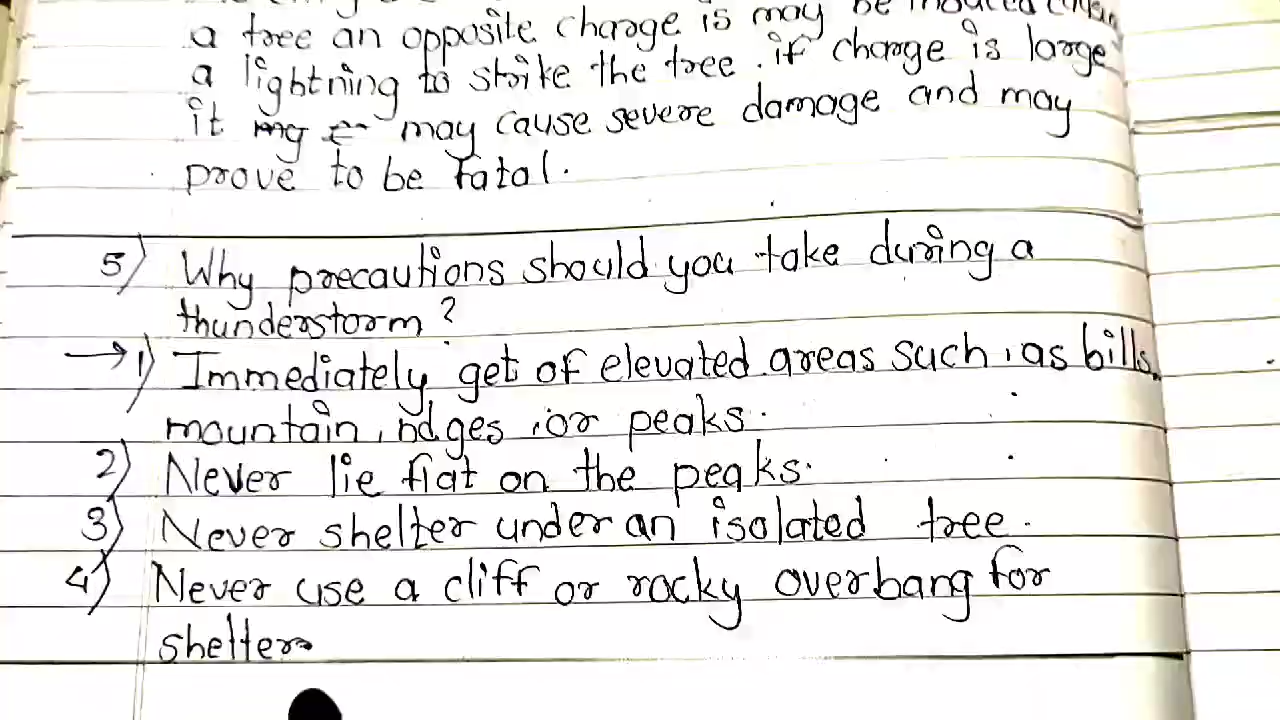 a tree an opposite charge is may be induced
a lightning to strike the tree. if charge is large
it may cause severe damage and may
prove to be fatal.
5) Why precautions should you take during a
thunderstorm?
→ 1) Immediately get of elevated areas such as bills,
mountain, ridges or peaks.
2) Never lie flat on the peaks.
3) Never shelter under an isolated tree.
4) Never use a cliff or rocky overbang for
shelter